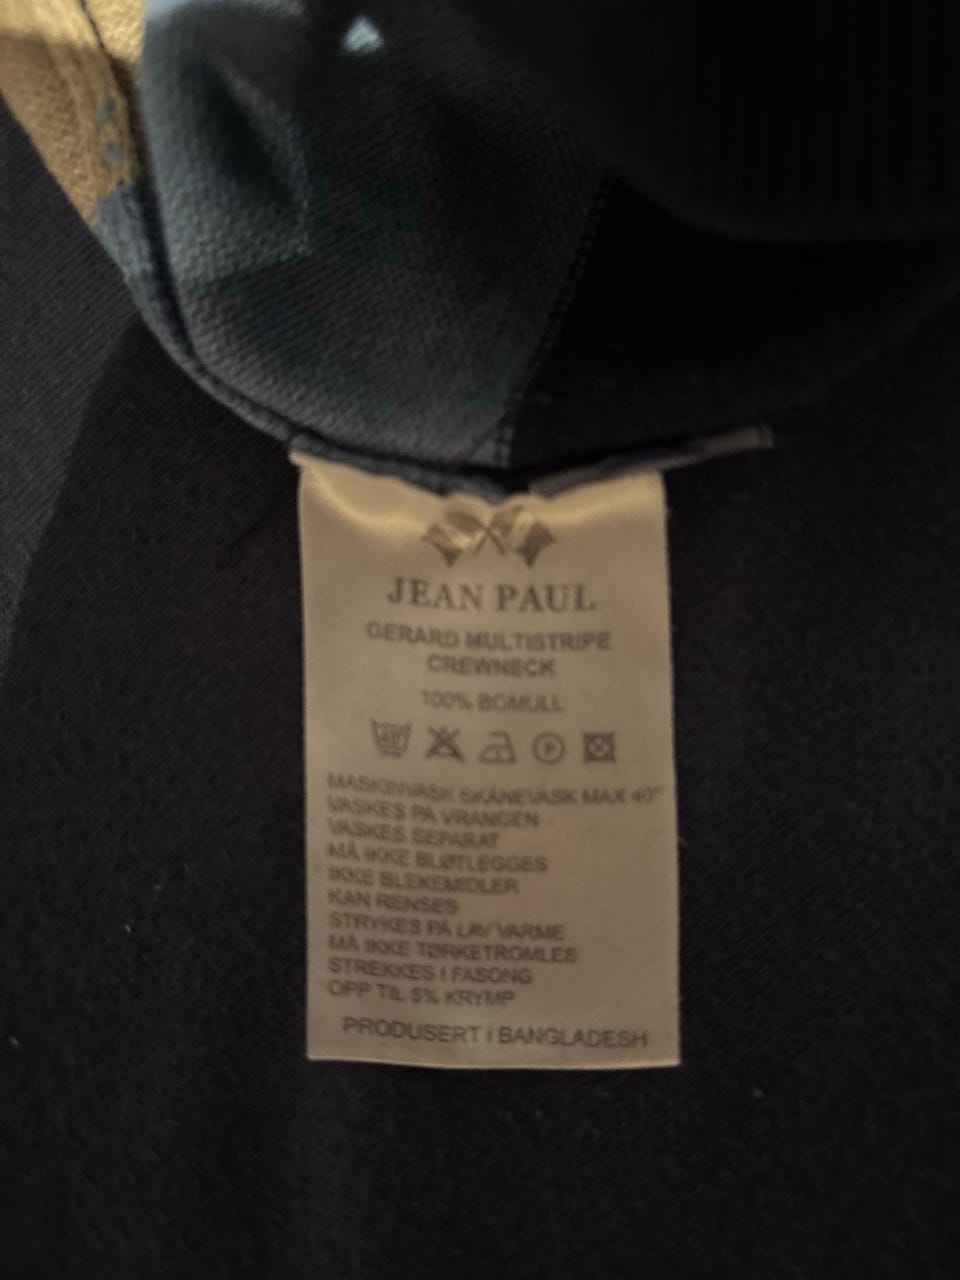 JEAN PAUL
GERARD MULTISTRIPE
CREWNECK
100% BOMULL
40° P
MASKINVASK SKÅNEVASK MAX 40°
VASKES PÅ VRANGEN
VASKES SEPARAT
MÅ IKKE BLØTLEGGES
IKKE BLEKEMIDLER
KAN RENSES
STRYKES PÅ LAV VARME
MÅ IKKE TØRKETROMLES
STREKKES I FASONG
OPP TIL 5% KRYMP
PRODUSERT I BANGLADESH